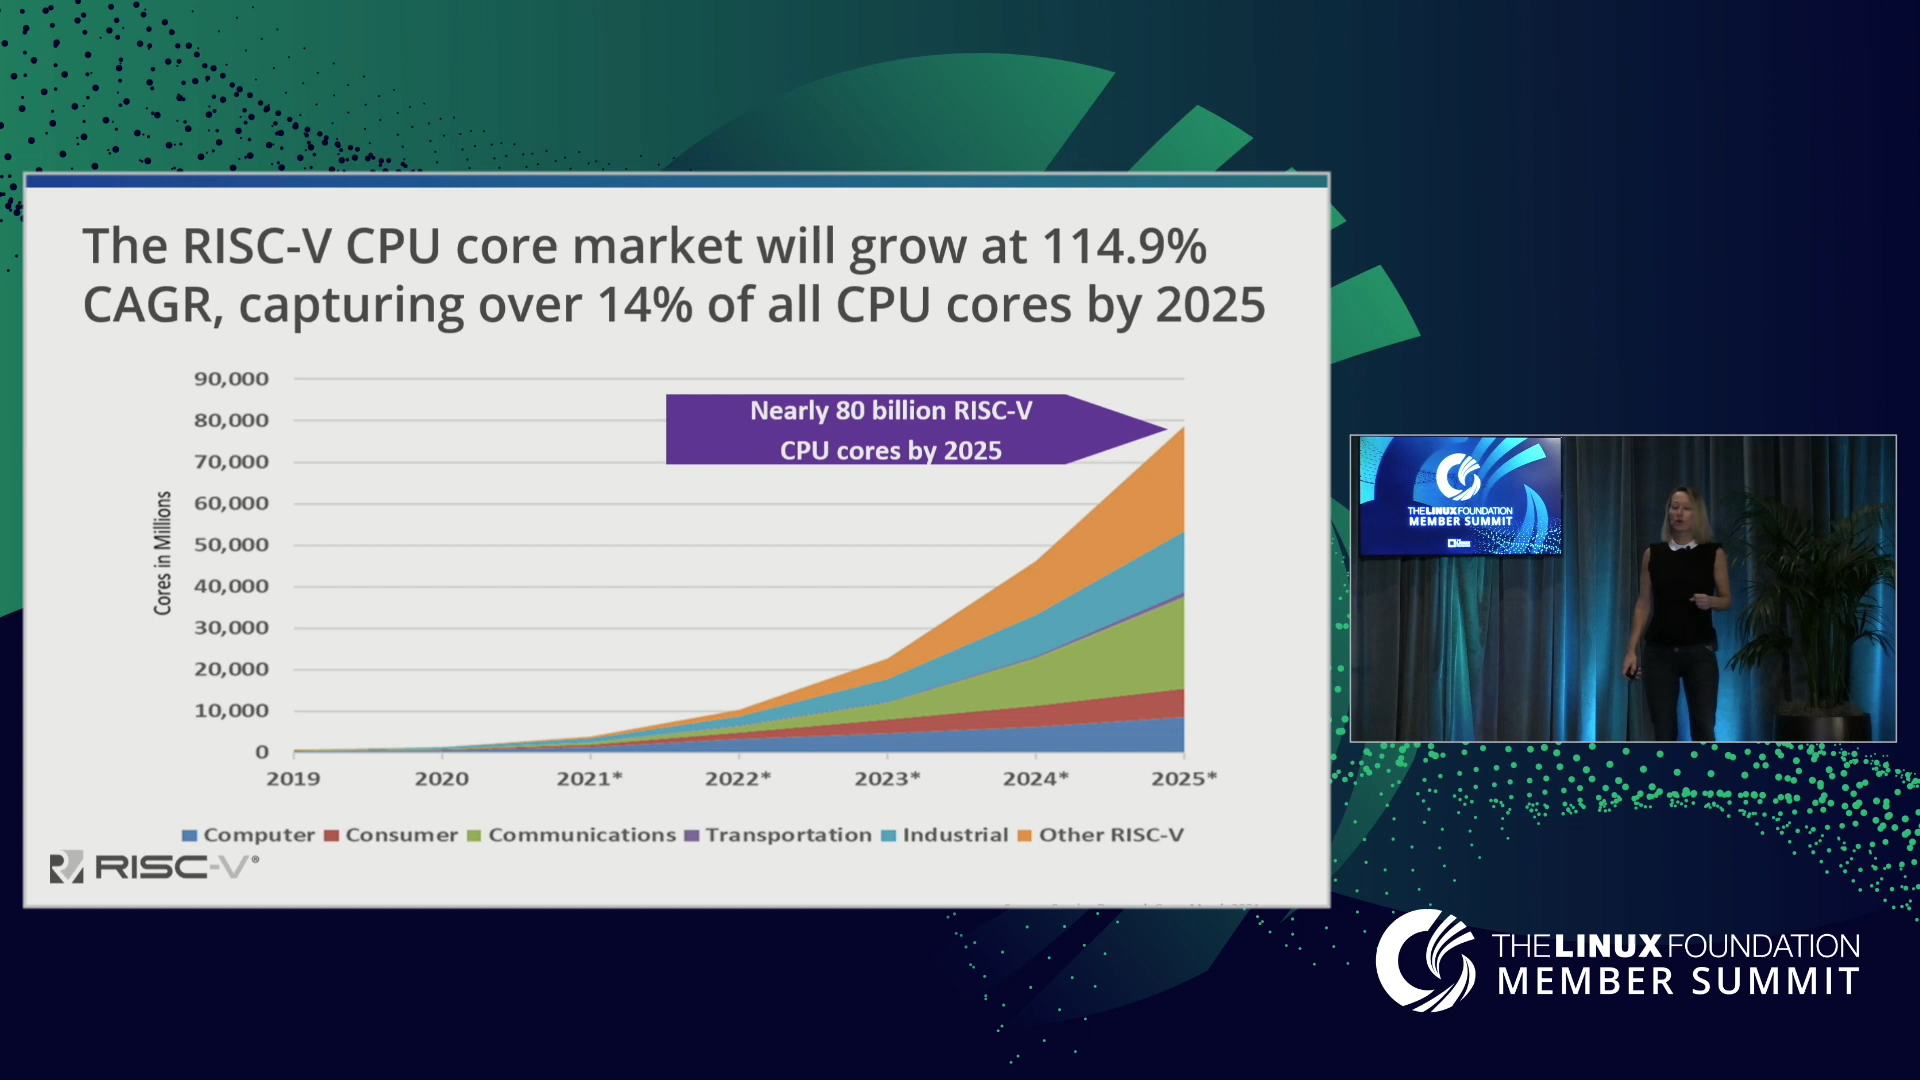 The RISC-V CPU core market will grow at 114.9%
CAGR, capturing over 14% of all CPU cores by 2025
90,000
80,000
70,000
60,000
50,000
40,000
30,000
20,000
10,000
0
Cores in Millions
Nearly 80 billion RISC-V
CPU cores by 2025
2019 2020 2021* 2022* 2023* 2024* 2025*
Computer Consumer Communications Transportation Industrial Other RISC-V
RISC-V®
THE LINUX FOUNDATION
MEMBER SUMMIT
THE LINUX FOUNDATION
MEMBER SUMMIT